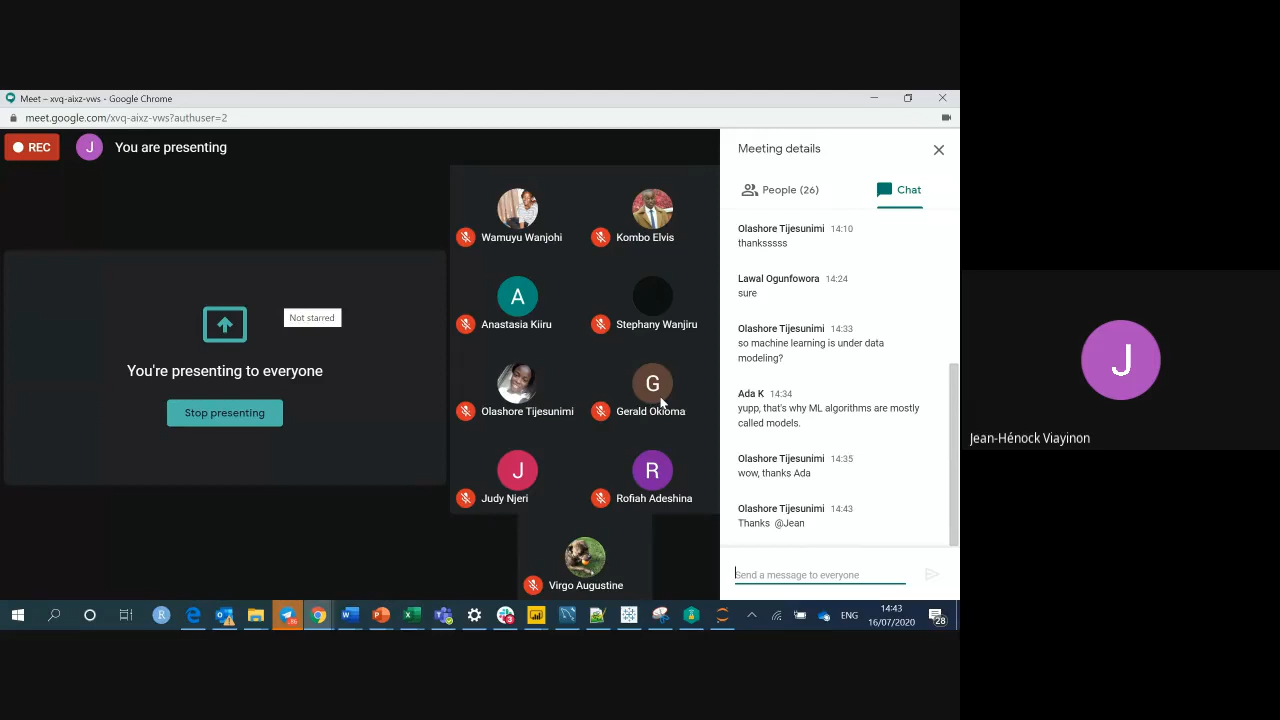 Meet – xvq-aixz-vws - Google Chrome
meet.google.com/xvq-aixz-vws?authuser=2
REC
J
You are presenting
Not starred
You're presenting to everyone
Stop presenting
Wamuyu Wanjohi
Kombo Elvis
A
Anastasia Kiiru
Stephany Wanjiru
Olashore Tijesunimi
G
Gerald Okioma
J
Judy Njeri
R
Rofiah Adeshina
Virgo Augustine
Meeting details
People (26)
Chat
Olashore Tijesunimi 14:10
thanksssss
Lawal Ogunfowora 14:24
sure
Olashore Tijesunimi 14:33
so machine learning is under data
modeling?
Ada K 14:34
yupp, that's why ML algorithms are mostly
called models.
Olashore Tijesunimi 14:35
wow, thanks Ada
Olashore Tijesunimi 14:43
Thanks @Jean
Send a message to everyone
J
Jean-Hénock Viayinon
ENG
14:43
16/07/2020
28